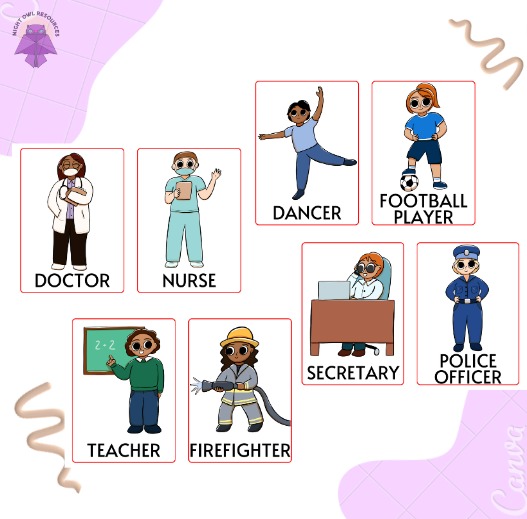 NIGHT OWL RESOURCES
DANCER
FOOTBALL
PLAYER
DOCTOR
NURSE
SECRETARY
POLICE
OFFICER
2 · 2
TEACHER
FIREFIGHTER
Canva